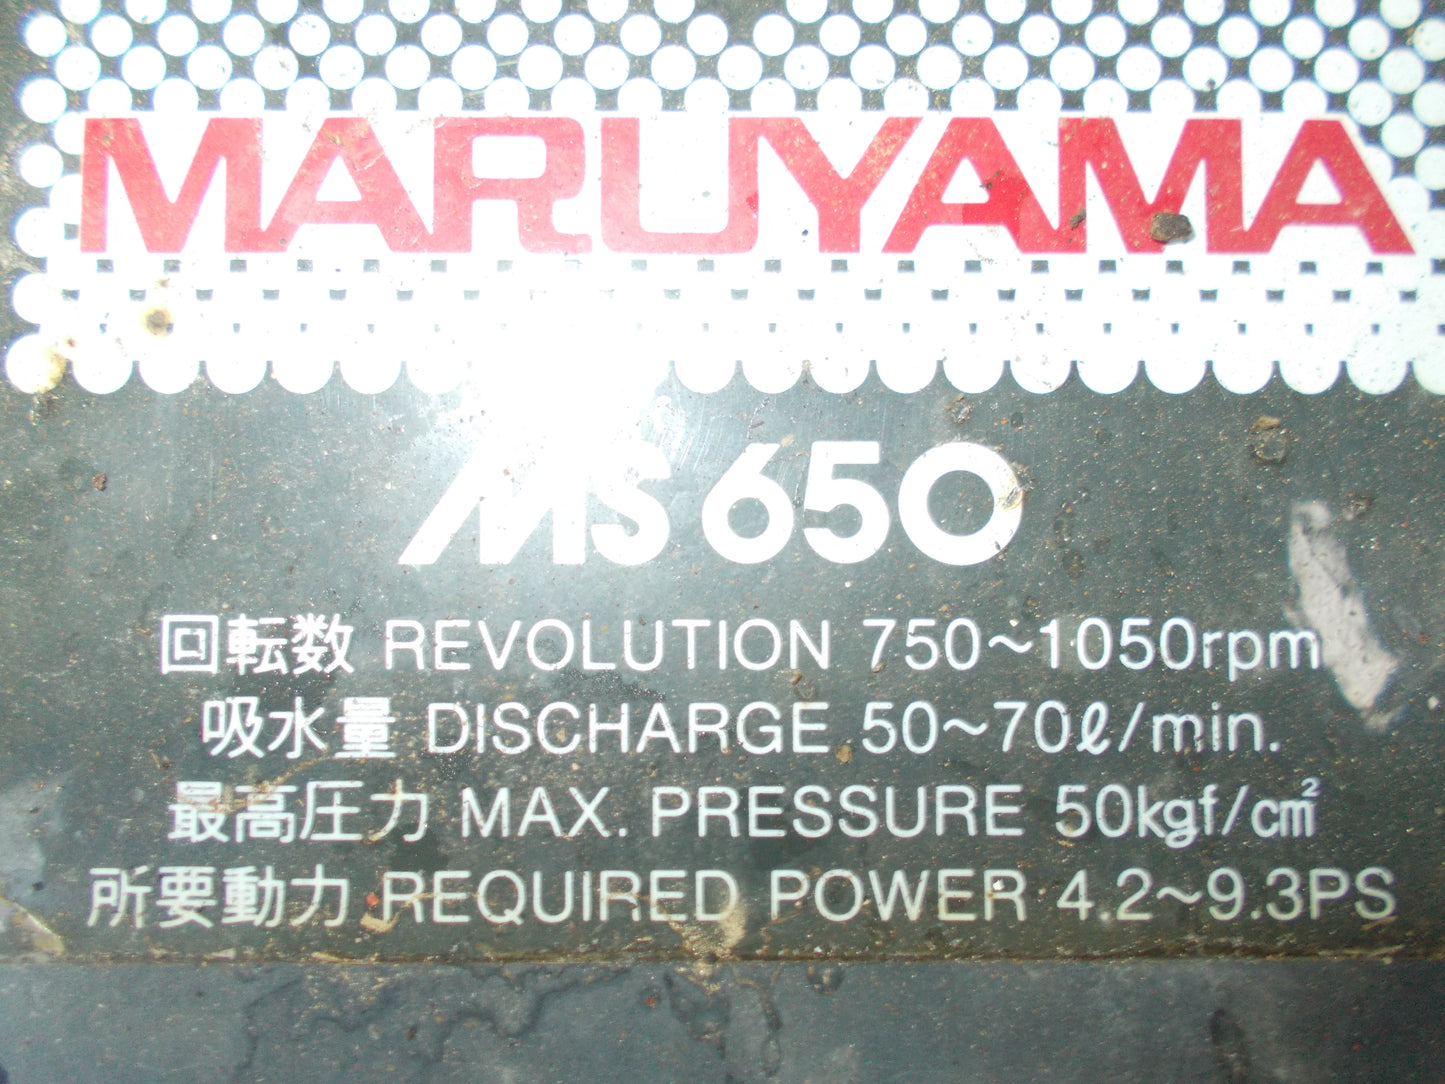 MARUYAMA
MS650
回転数 REVOLUTION 750~1050rpm
吸水量 DISCHARGE 50~70ℓ/min.
最高圧力 MAX. PRESSURE 50kgf/c㎡
所要動力 REQUIRED POWER 4.2~9.3PS